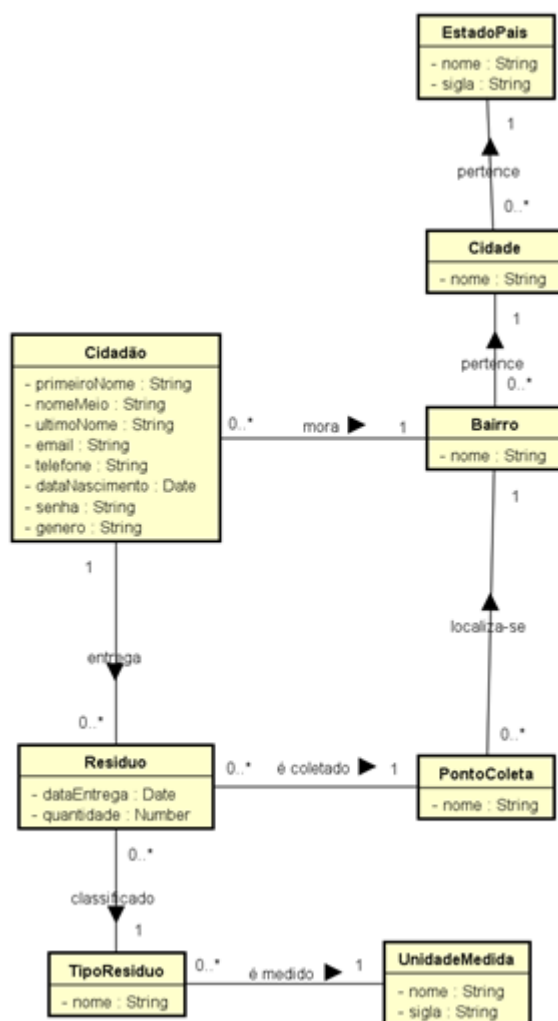 EstadoPais
- nome : String
- sigla : String
1
pertence
0..*
Cidade
- nome : String
1
pertence
0..*
Cidadão
- primeiroNome : String
- nomeMeio : String
- ultimoNome : String
- email : String
- telefone : String
- dataNascimento : Date
- senha : String
- genero : String
0..*
mora
1
Bairro
- nome : String
1
1
entrega
localiza-se
0..*
0..*
Residuo
- dataEntrega : Date
- quantidade : Number
0..*
é coletado
1
PontoColeta
- nome : String
0..*
classificado
1
TipoResiduo
- nome : String
0..*
é medido
1
UnidadeMedida
- nome : String
- sigla : String